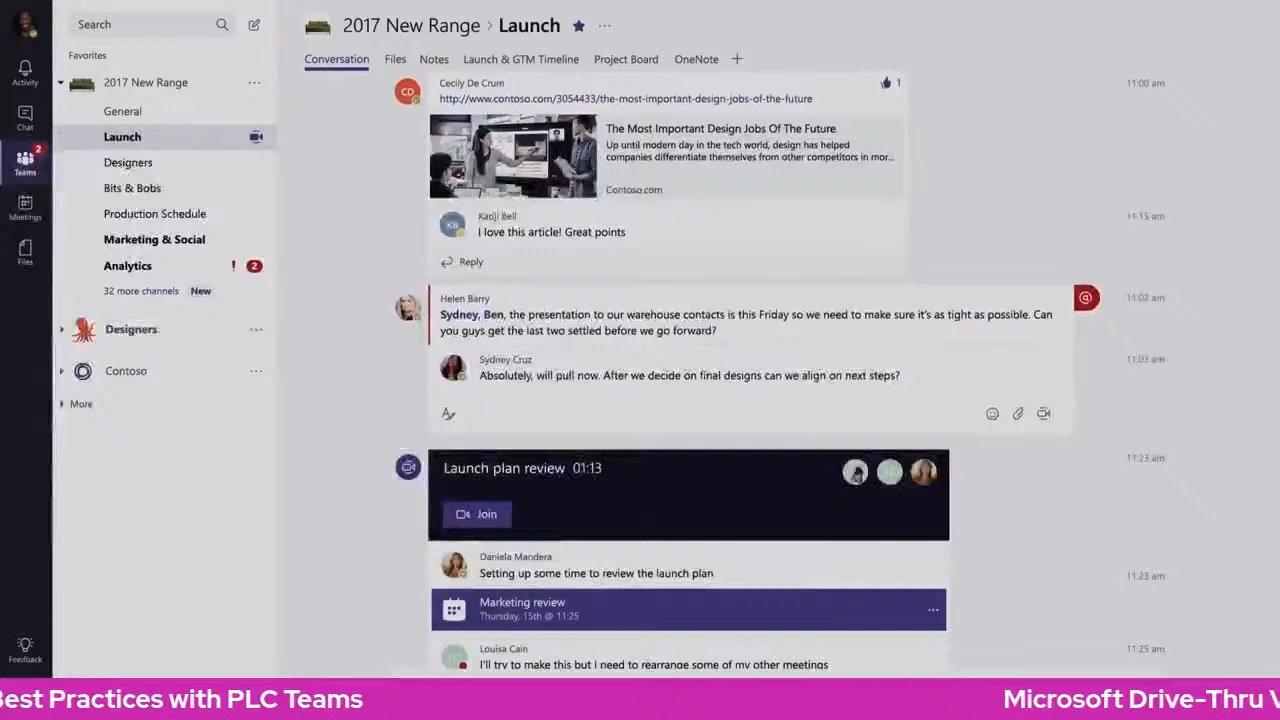 Search
Favorites
2017 New Range
General
Launch
Designers
Bits & Bobs
Production Schedule
Marketing & Social
Analytics
! 2
32 more channels New
Designers
Contoso
More
Activity
Chat
2
Teams
Meetings
Files
Feedback
2017 New Range > Launch
Conversation Files Notes Launch & GTM Timeline Project Board OneNote
CD
Cecily De Crum
1
11:00 am
http://www.contoso.com/3054433/the-most-important-design-jobs-of-the-future
The Most Important Design Jobs Of The Future
Up until modern day in the tech world, design has helped
companies differentiate themselves from other competitors in mor...
Contoso.com
KB
Kadji Bell
11:15 am
I love this article! Great points
Reply
Helen Barry
@
11:02 am
Sydney, Ben, the presentation to our warehouse contacts is this Friday so we need to make sure it's as tight as possible. Can
you guys get the last two settled before we go forward?
Sydney Cruz
11:03 am
Absolutely, will pull now. After we decide on final designs can we align on next steps?
11:23 am
Launch plan review 01:13
Join
Daniela Mandera
Setting up some time to review the launch plan
11:23 am
Marketing review
Thursday, 15th @ 11:25
Louisa Cain
11:25 am
I'll try to make this but I need to rearrange some of my other meetings
Best Practices with PLC Teams
Microsoft Drive-Thru V